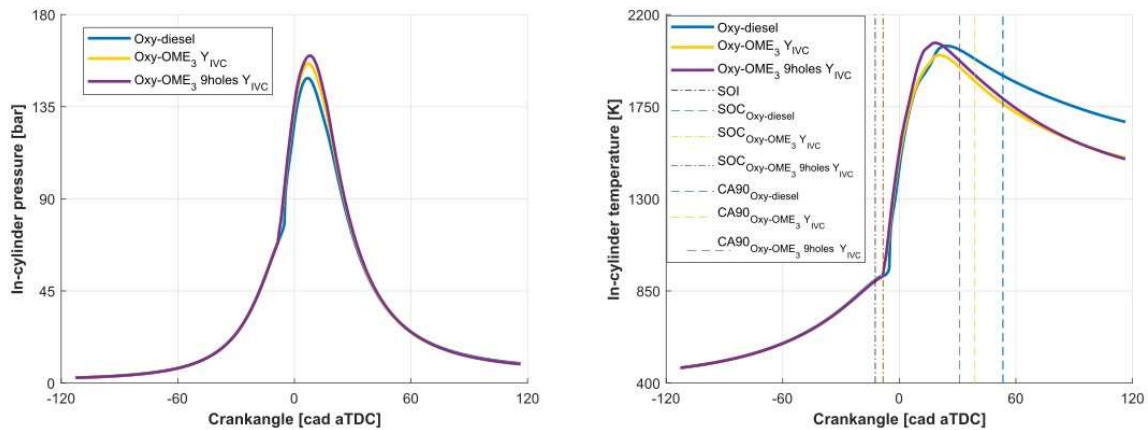 180
135
90
45
0
-120
-60
0
60
120
In-cylinder pressure [bar]
Crankangle [cad aTDC]
Oxy-diesel
Oxy-OME3 YIVC
Oxy-OME3 9holes YIVC
2200
1750
1300
850
400
-120
-60
0
60
120
In-cylinder temperature [K]
Crankangle [cad aTDC]
Oxy-diesel
Oxy-OME3 YIVC
Oxy-OME3 9holes YIVC
SOI
SOCOxy-diesel
SOCOxy-OME3 YIVC
SOCOxy-OME3 9holes YIVC
CA90Oxy-diesel
CA90Oxy-OME3 YIVC
CA90Oxy-OME3 9holes YIVC